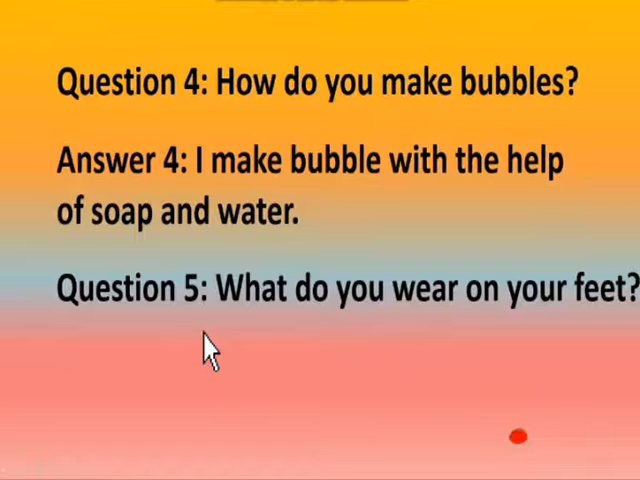 Question 4: How do you make bubbles?
Answer 4: I make bubble with the help
of soap and water.
Question 5: What do you wear on your feet?